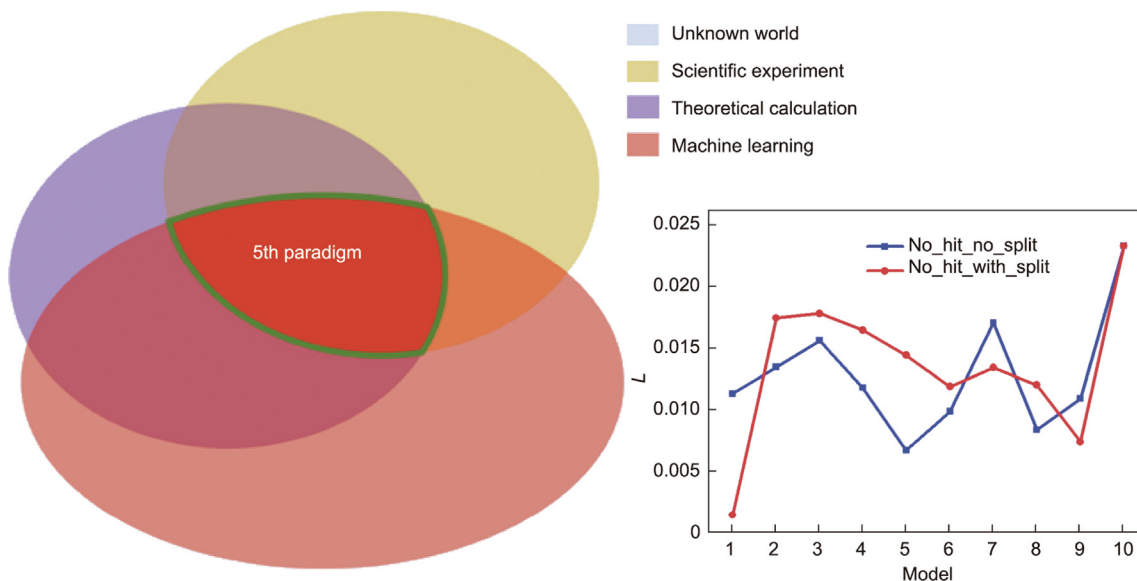 Unknown world
Scientific experiment
Theoretical calculation
Machine learning
5th paradigm
No_hit_no_split
No_hit_with_split
L
0.025
0.020
0.015
0.010
0.005
0
1 2 3 4 5 6 7 8 9 10
Model